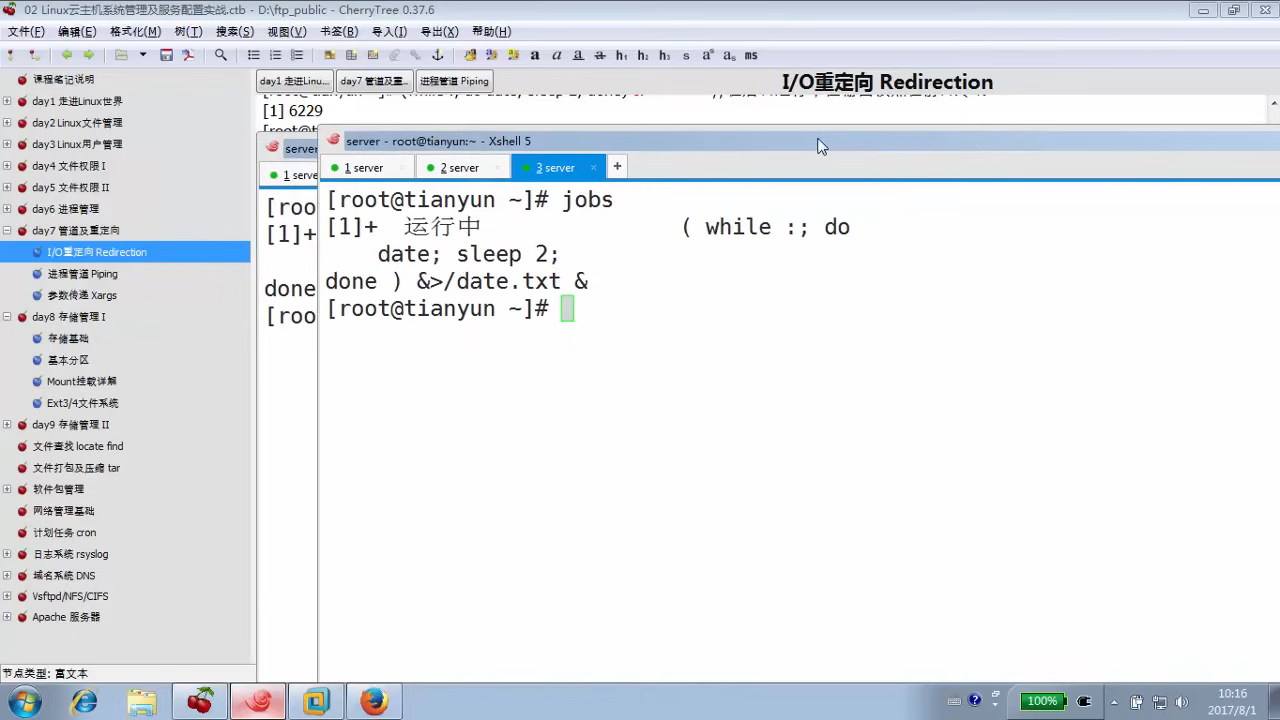 02 Linux云主机系统管理及服务配置实战.ctb - D:\ftp_public - CherryTree 0.37.6
文件(F) 编辑(E) 格式化(M) 树(T) 搜索(S) 视图(V) 书签(B) 导入(I) 导出(X) 帮助(H)
a a a a h₁ h₂ h₃ s sª aₛ ms
课程笔记说明
day1 走进Linux世界
day2 Linux文件管理
day3 Linux用户管理
day4 文件权限 I
day5 文件权限 II
day6 进程管理
day7 管道及重定向
I/O重定向 Redirection
进程管道 Piping
参数传递 Xargs
day8 存储管理 I
存储基础
基本分区
Mount挂载详解
Ext3/4文件系统
day9 存储管理 II
文件查找 locate find
文件打包及压缩 tar
软件包管理
网络管理基础
计划任务 cron
日志系统 rsyslog
域名系统 DNS
Vsftpd/NFS/CIFS
Apache 服务器
节点类型: 富文本
day1 走进Linu... day7 管道及重... 进程管道 Piping
I/O重定向 Redirection
[1] 6229
server
1 serve
[roo
[1]+
done
[roo
server - root@tianyun:~ - Xshell 5
1 server 2 server 3 server +
[root@tianyun ~]# jobs
[1]+ 运行中 ( while :; do
date; sleep 2;
done ) &>/date.txt &
[root@tianyun ~]#
100%
10:16
2017/8/1